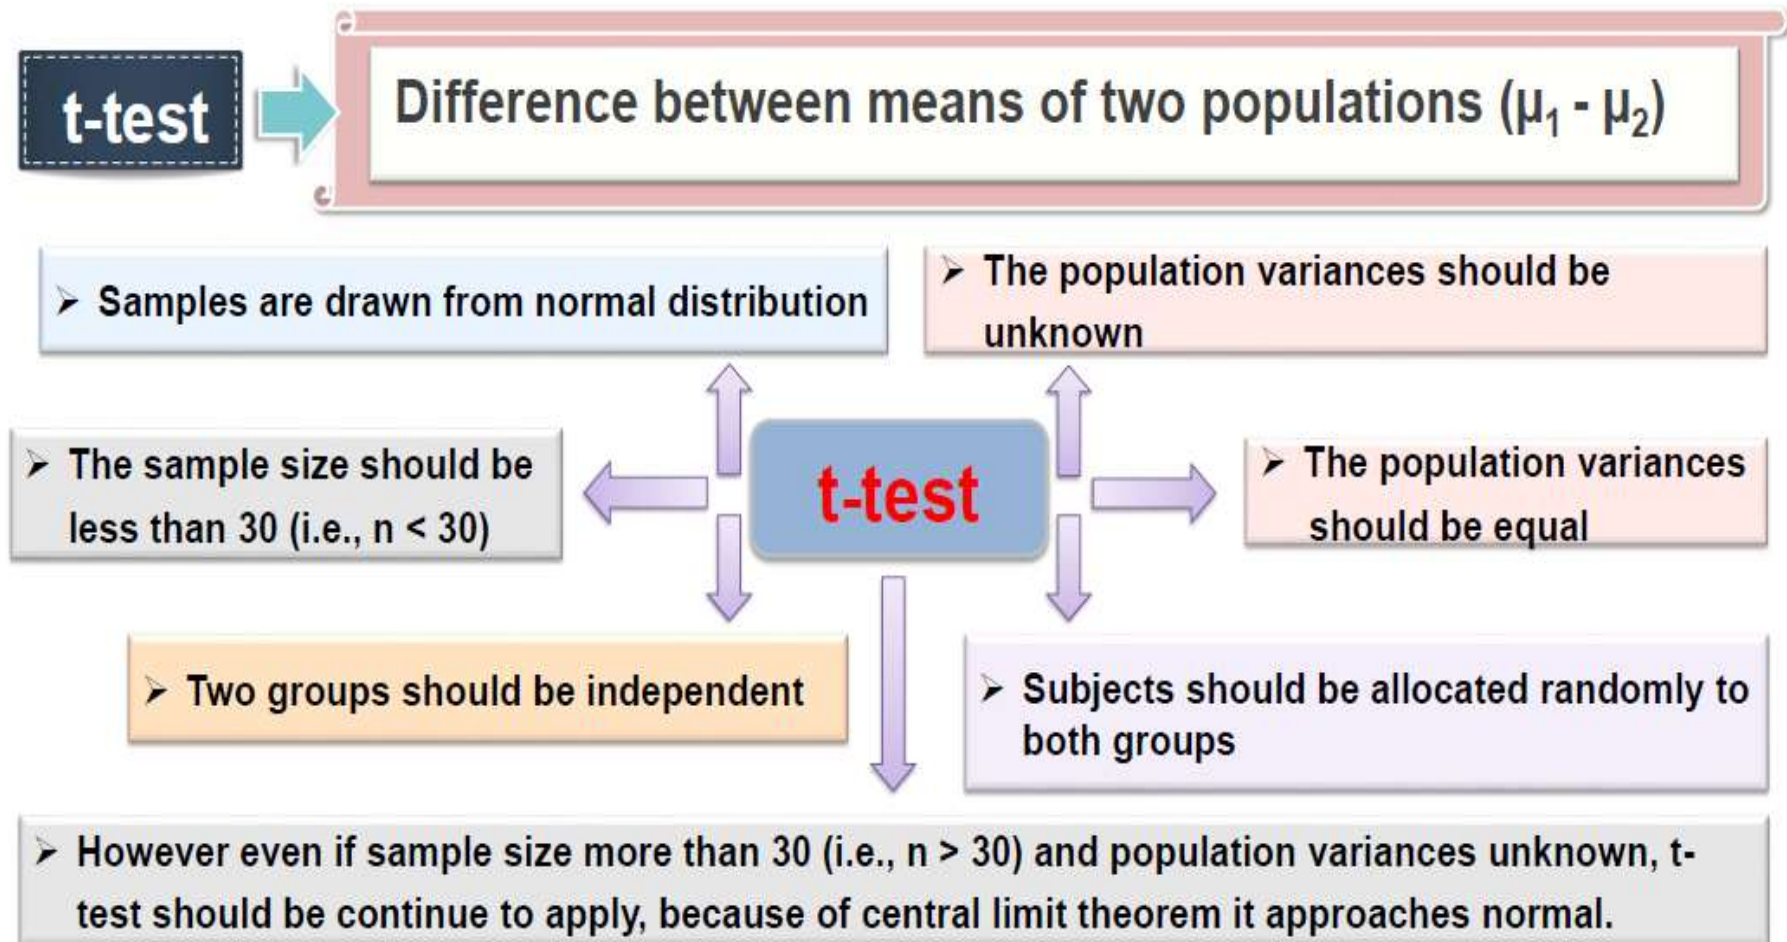 t-test
Difference between means of two populations (μ₁ - μ₂)
➢ Samples are drawn from normal distribution
➢ The population variances should be
unknown
➢ The sample size should be
less than 30 (i.e., n < 30)
t-test
➢ The population variances
should be equal
➢ Two groups should be independent
➢ Subjects should be allocated randomly to
both groups
➢ However even if sample size more than 30 (i.e., n > 30) and population variances unknown, t-
test should be continue to apply, because of central limit theorem it approaches normal.